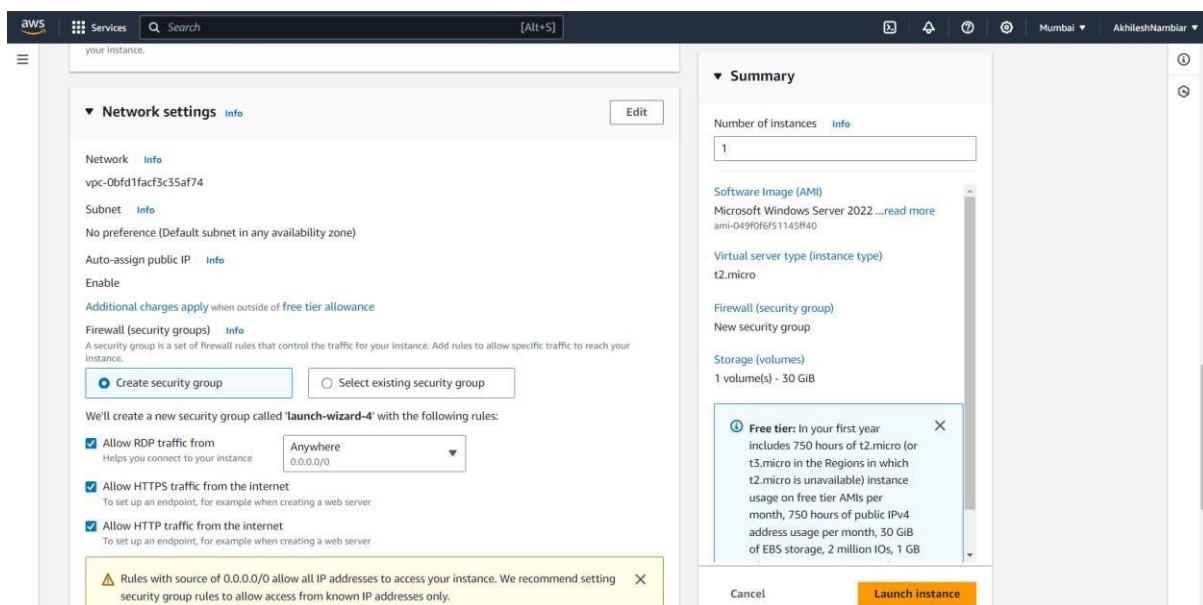 aws
Services
Search
[Alt+S]
Mumbai
AkhileshNambiar
your instance.
Network settings Info
Edit
Network Info
vpc-0bfd1facf3c35af74
Subnet Info
No preference (Default subnet in any availability zone)
Auto-assign public IP Info
Enable
Additional charges apply when outside of free tier allowance
Firewall (security groups) Info
A security group is a set of firewall rules that control the traffic for your instance. Add rules to allow specific traffic to reach your
instance.
Create security group
Select existing security group
We'll create a new security group called 'launch-wizard-4' with the following rules:
Allow RDP traffic from
Helps you connect to your instance
Anywhere
0.0.0.0/0
Allow HTTPS traffic from the internet
To set up an endpoint, for example when creating a web server
Allow HTTP traffic from the internet
To set up an endpoint, for example when creating a web server
Rules with source of 0.0.0.0/0 allow all IP addresses to access your instance. We recommend setting
security group rules to allow access from known IP addresses only.
Summary
Number of instances Info
1
Software Image (AMI)
Microsoft Windows Server 2022 ...read more
ami-049f0f6f51145ff40
Virtual server type (instance type)
t2.micro
Firewall (security group)
New security group
Storage (volumes)
1 volume(s) - 30 GiB
Free tier: In your first year
includes 750 hours of t2.micro (or
t3.micro in the Regions in which
t2.micro is unavailable) instance
usage on free tier AMIs per
month, 750 hours of public IPv4
address usage per month, 30 GiB
of EBS storage, 2 million IOs, 1 GB
Cancel
Launch instance